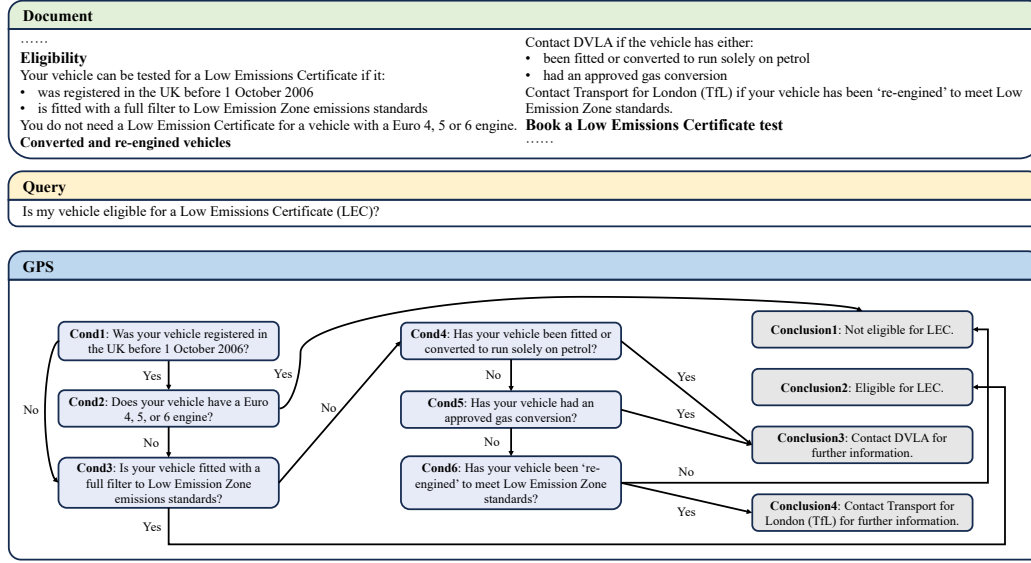 Document
……
Eligibility
Your vehicle can be tested for a Low Emissions Certificate if it:
• was registered in the UK before 1 October 2006
• is fitted with a full filter to Low Emission Zone emissions standards
You do not need a Low Emission Certificate for a vehicle with a Euro 4, 5 or 6 engine.
Converted and re-engined vehicles
Contact DVLA if the vehicle has either:
• been fitted or converted to run solely on petrol
• had an approved gas conversion
Contact Transport for London (TfL) if your vehicle has been ‘re-engined’ to meet Low
Emission Zone standards.
Book a Low Emissions Certificate test
……
Query
Is my vehicle eligible for a Low Emissions Certificate (LEC)?
GPS
Cond1: Was your vehicle registered in
the UK before 1 October 2006?
Yes
Yes
No
Cond2: Does your vehicle have a Euro
4, 5, or 6 engine?
No
No
Cond3: Is your vehicle fitted with a
full filter to Low Emission Zone
emissions standards?
Yes
Cond4: Has your vehicle been fitted or
converted to run solely on petrol?
No
Yes
Cond5: Has your vehicle had an
approved gas conversion?
Yes
No
Cond6: Has your vehicle been ‘re-
engined’ to meet Low Emission Zone
standards?
No
Yes
Conclusion1: Not eligible for LEC.
Conclusion2: Eligible for LEC.
Conclusion3: Contact DVLA for
further information.
Conclusion4: Contact Transport for
London (TfL) for further information.